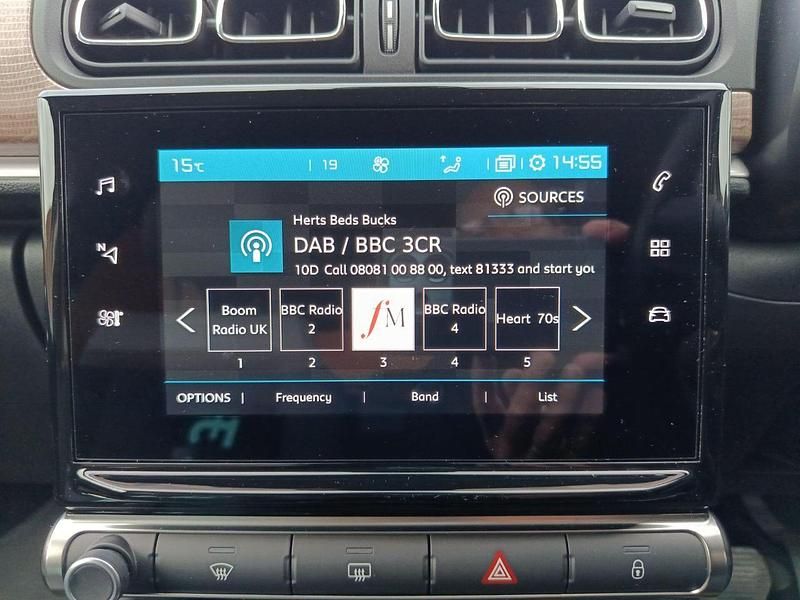 15℃ 19 14:55
SOURCES
Herts Beds Bucks
DAB / BBC 3CR
10D Call 08081 00 88 00, text 81333 and start you
N
Boom Radio UK
BBC Radio 2
fM
BBC Radio 4
Heart 70s
1 2 3 4 5
OPTIONS Frequency Band List